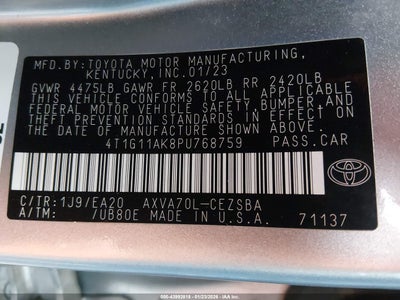 MFD.BY:TOYOTA MOTOR MANUFACTURING,
KENTUCKY, INC.01/23
GVWR 4475LB GAWR FR 2620LB RR 2420LB
THIS VEHICLE CONFORMS TO ALL APPLICABLE
FEDERAL MOTOR VEHICLE SAFETY, BUMPER, AND
THEFT PREVENTION STANDARDS IN EFFECT ON
THE DATE OF MANUFACTURE SHOWN ABOVE.
4T1G11AK8PU768759 PASS.CAR
C/TR:1J9/EA20 AXVA70L-CEZSBA
A/TM: /UB80E MADE IN U.S.A. 71137
TOYOTA